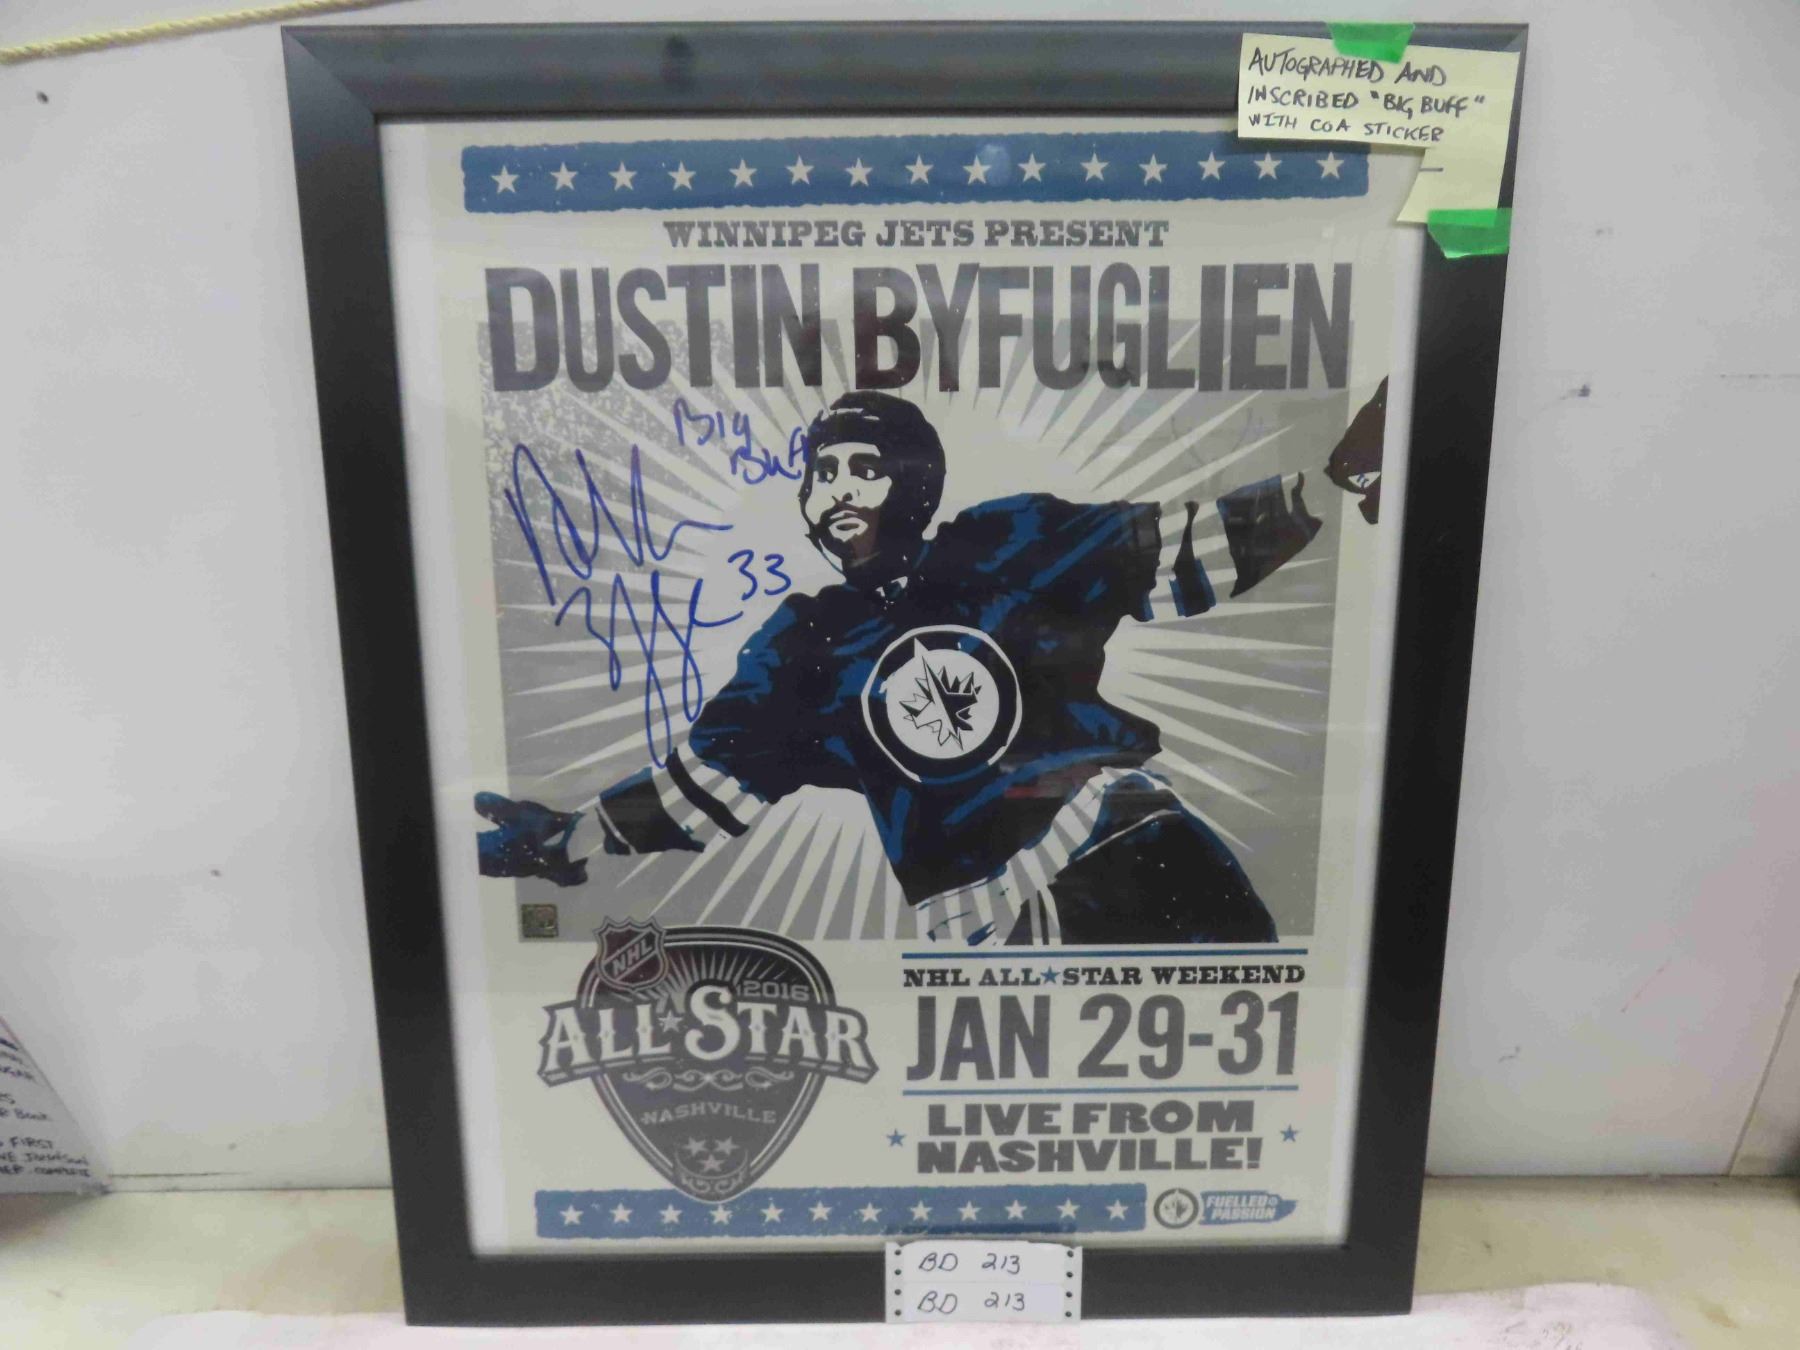 AUTOGRAPHED AND
INSCRIBED "BIG BUFF"
WITH COA STICKER
WINNIPEG JETS PRESENT
DUSTIN BYFUGLIEN
Big
Buff
33
NHL
2016
ALL★STAR
NASHVILLE
NHL ALL★STAR WEEKEND
JAN 29-31
LIVE FROM
NASHVILLE!
FUELLED BY
PASSION
BD 213
BD 213
FIRST